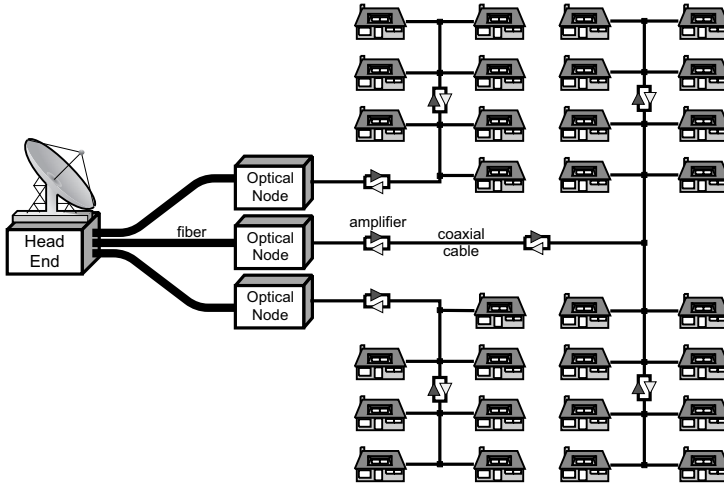 Optical
Node
Head
End
fiber
Optical
Node
amplifier
coaxial
cable
Optical
Node